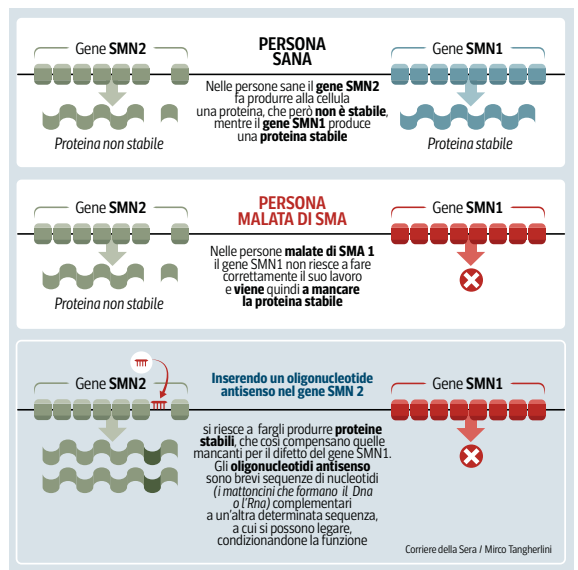 Gene SMN2
PERSONA
SANA
Gene SMN1
Nelle persone sane il gene SMN2
fa produrre alla cellula
una proteina, che però non è stabile,
mentre il gene SMN1 produce
una proteina stabile
Proteina non stabile
Proteina stabile
Gene SMN2
PERSONA
MALATA DI SMA
Gene SMN1
Nelle persone malate di SMA 1
il gene SMN1 non riesce a fare
correttamente il suo lavoro
e viene quindi a mancare
la proteina stabile
Proteina non stabile
Gene SMN2
Inserendo un oligonucleotide
antisenso nel gene SMN 2
Gene SMN1
si riesce a fargli produrre proteine
stabili, che così compensano quelle
mancanti per il difetto del gene SMN1.
Gli oligonucleotidi antisenso
sono brevi sequenze di nucleotidi
(i mattoncini che formano il Dna
o l'Rna) complementari
a un'altra determinata sequenza,
a cui si possono legare,
condizionandone la funzione
Corriere della Sera / Mirco Tangherlini